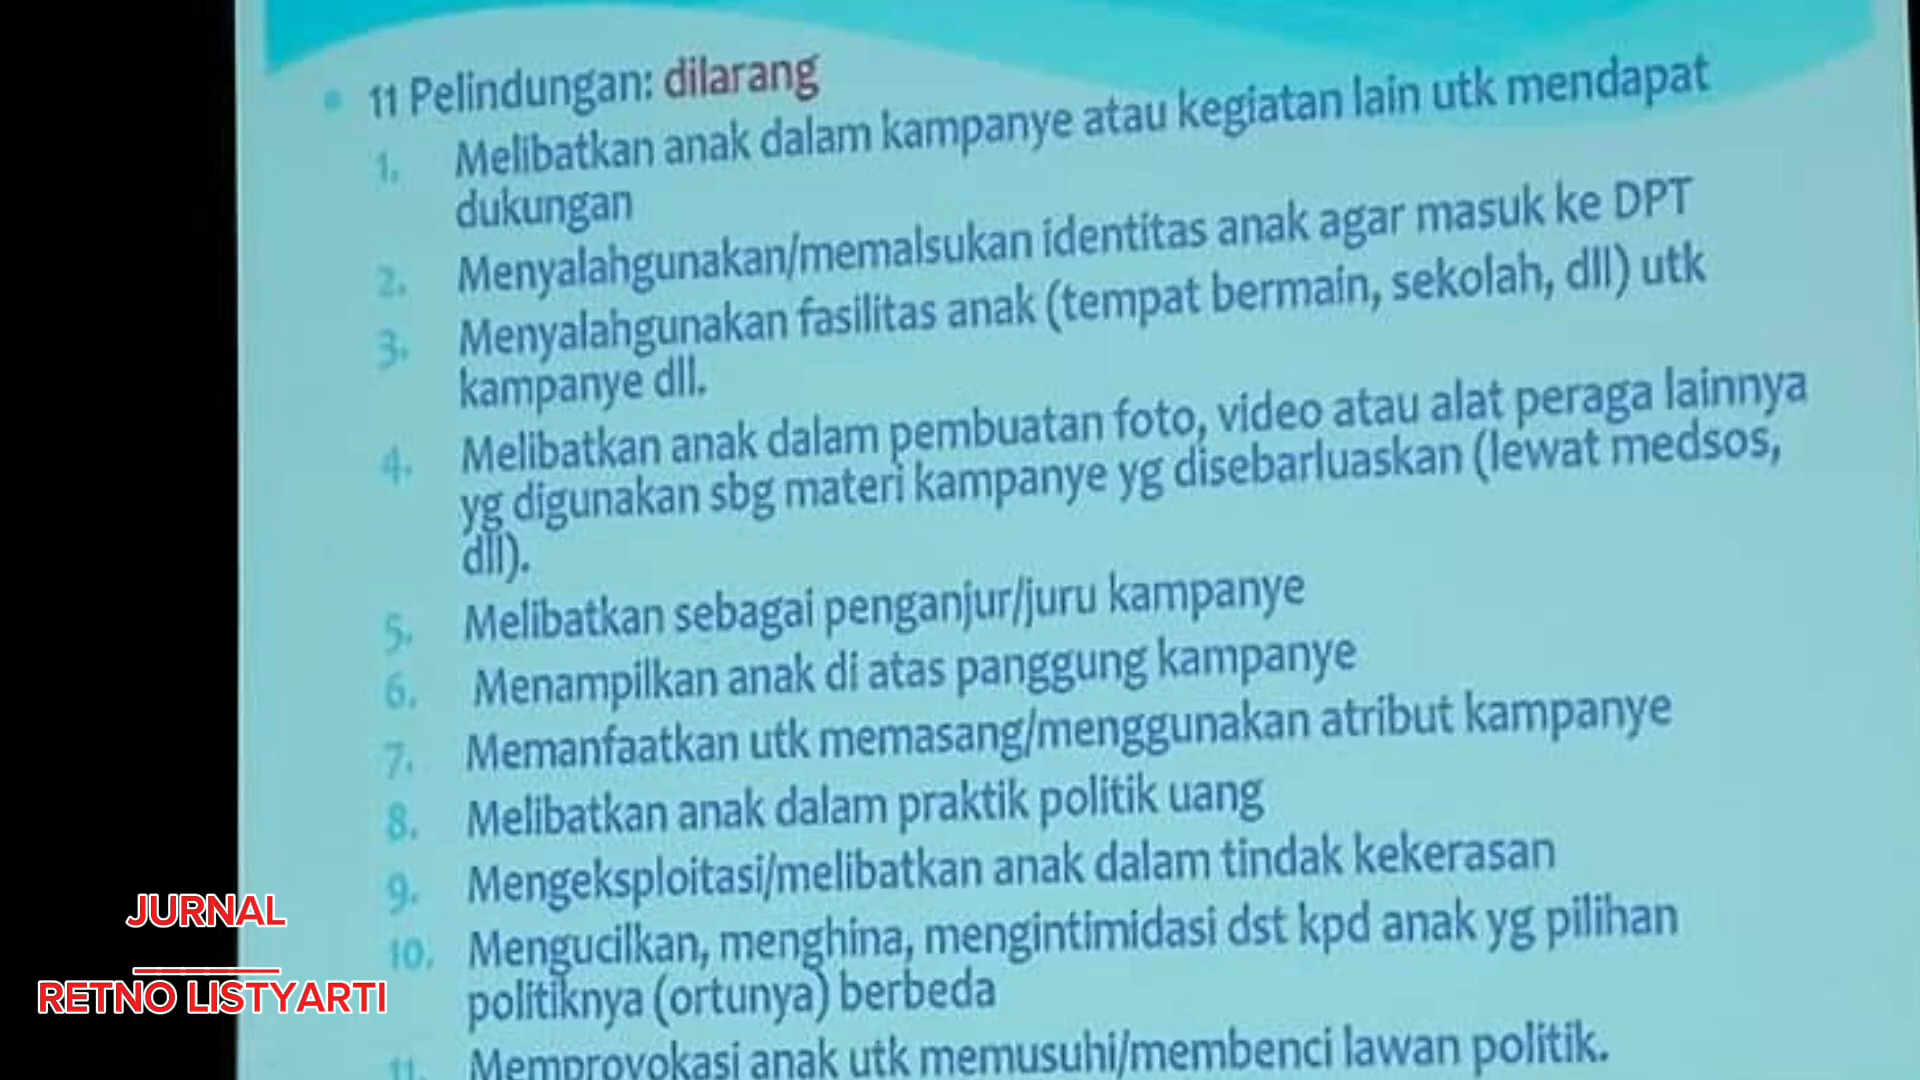 11 Pelindungan: dilarang
1. Melibatkan anak dalam kampanye atau kegiatan lain utk mendapat
dukungan
2. Menyalahgunakan/memalsukan identitas anak agar masuk ke DPT
3. Menyalahgunakan fasilitas anak (tempat bermain, sekolah, dll) utk
kampanye dll.
4. Melibatkan anak dalam pembuatan foto, video atau alat peraga lainnya
yg digunakan sbg materi kampanye yg disebarluaskan (lewat medsos,
dll).
5. Melibatkan sebagai penganjur/juru kampanye
6. Menampilkan anak di atas panggung kampanye
7. Memanfaatkan utk memasang/menggunakan atribut kampanye
8. Melibatkan anak dalam praktik politik uang
9. Mengeksploitasi/melibatkan anak dalam tindak kekerasan
10. Mengucilkan, menghina, mengintimidasi dst kpd anak yg pilihan
politiknya (ortunya) berbeda
11. Memprovokasi anak utk memusuhi/membenci lawan politik.
JURNAL
RETNO LISTYARTI